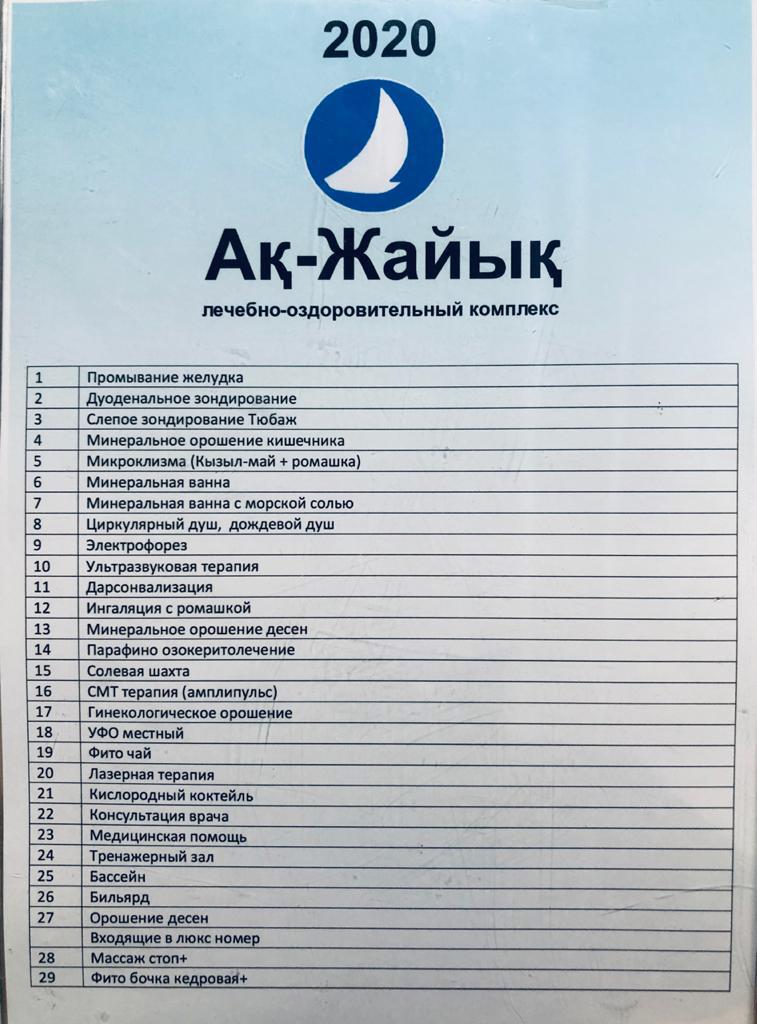 2020
Ақ-Жайық
лечебно-оздоровительный комплекс
1 Промывание желудка
2 Дуоденальное зондирование
3 Слепое зондирование Тюбаж
4 Минеральное орошение кишечника
5 Микроклизма (Кызыл-май + ромашка)
6 Минеральная ванна
7 Минеральная ванна с морской солью
8 Циркулярный душ, дождевой душ
9 Электрофорез
10 Ультразвуковая терапия
11 Дарсонвализация
12 Ингаляция с ромашкой
13 Минеральное орошение десен
14 Парафино озокеритолечение
15 Солевая шахта
16 СМТ терапия (амплипульс)
17 Гинекологическое орошение
18 УФО местный
19 Фито чай
20 Лазерная терапия
21 Кислородный коктейль
22 Консультация врача
23 Медицинская помощь
24 Тренажерный зал
25 Бассейн
26 Бильярд
27 Орошение десен
Входящие в люкс номер
28 Массаж стоп+
29 Фито бочка кедровая+